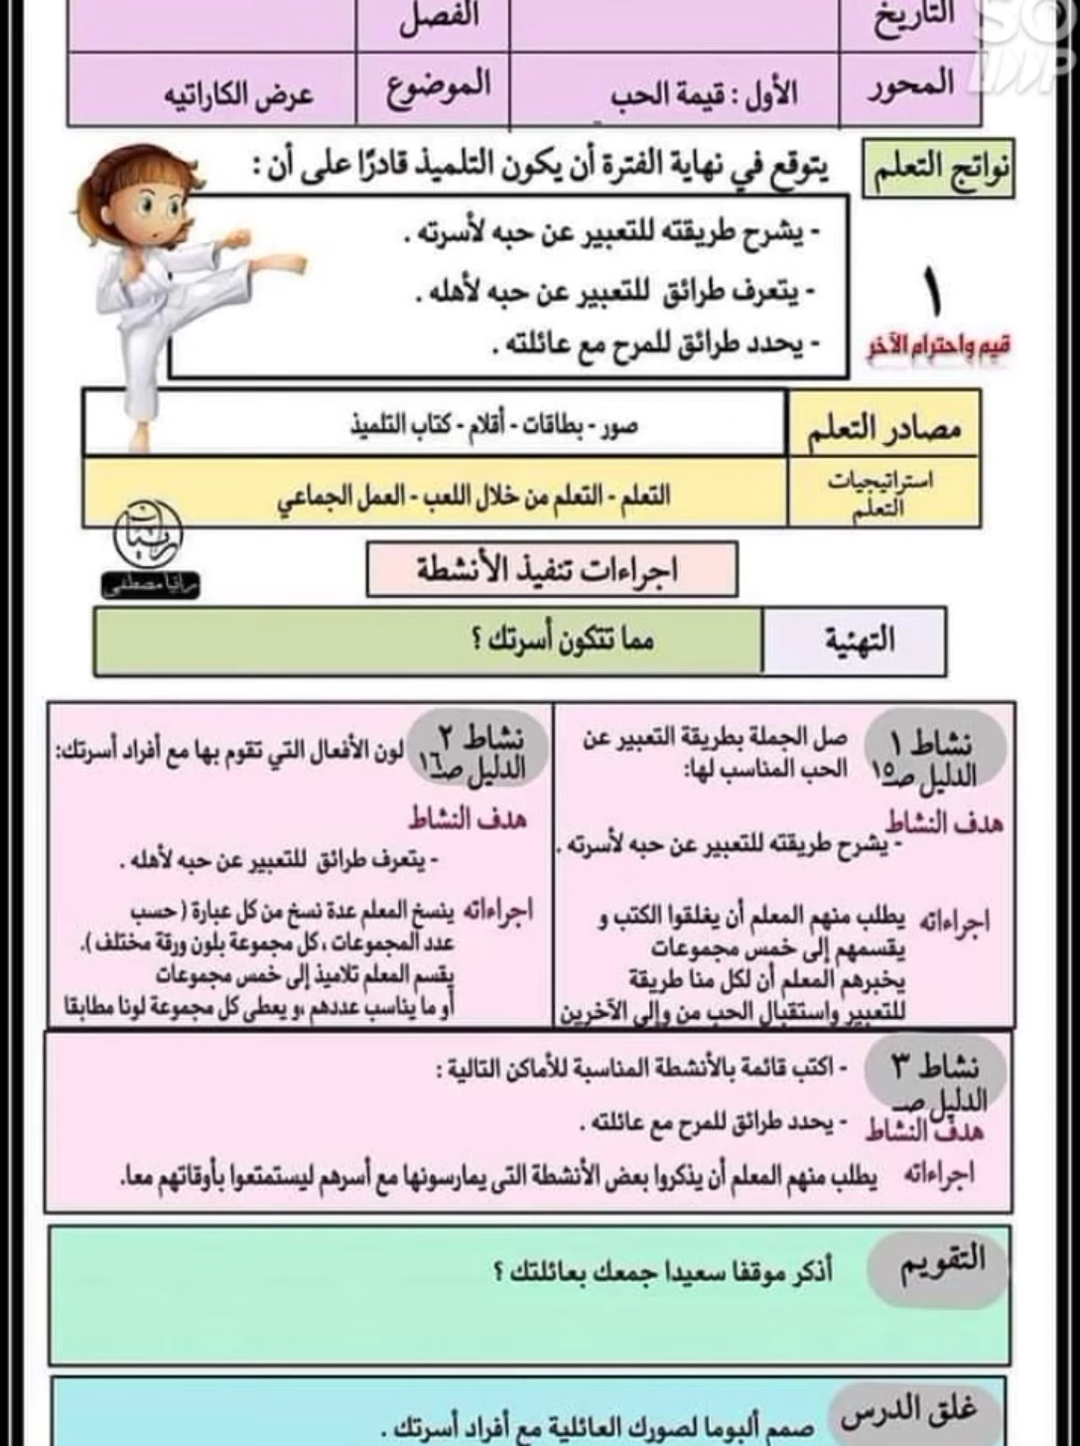 التاريخ
الفصل
المحور
الأول : قيمة الحب
الموضوع
عرض الكاراتيه
نواتج التعلم
يتوقع في نهاية الفترة أن يكون التلميذ قادرًا على أن :
- يشرح طريقته للتعبير عن حبه لأسرته .
- يتعرف طرائق للتعبير عن حبه لأهله .
- يحدد طرائق للمرح مع عائلته .
١
قيم واحترام الآخر
مصادر التعلم
صور - بطاقات - أقلام - كتاب التلميذ
استراتيجيات
التعلم
التعلم - التعلم من خلال اللعب - العمل الجماعي
رانيا مصطفى
اجراءات تنفيذ الأنشطة
التهئية
مما تتكون أسرتك ؟
نشاط ١
الدليل ص١٥
صل الجملة بطريقة التعبير عن
الحب المناسب لها:
هدف النشاط
- يشرح طريقته للتعبير عن حبه لأسرته .
اجراءاته
يطلب منهم المعلم أن يغلقوا الكتب و
يقسمهم إلى خمس مجموعات
يخبرهم المعلم أن لكل منا طريقة
للتعبير واستقبال الحب من وإلى الآخرين
نشاط ٢
الدليل ص١٦
لون الأفعال التي تقوم بها مع أفراد أسرتك:
هدف النشاط
- يتعرف طرائق للتعبير عن حبه لأهله .
اجراءاته
ينسخ المعلم عدة نسخ من كل عبارة ( حسب
عدد المجموعات ، كل مجموعة بلون ورقة مختلف ).
يقسم المعلم تلاميذ إلى خمس مجموعات
أو ما يناسب عددهم ،و يعطى كل مجموعة لونا مطابقا
نشاط ٣
الدليل صـ
- اكتب قائمة بالأنشطة المناسبة للأماكن التالية :
هدف النشاط
- يحدد طرائق للمرح مع عائلته .
اجراءاته
يطلب منهم المعلم أن يذكروا بعض الأنشطة التى يمارسونها مع أسرهم ليستمتعوا بأوقاتهم معا.
التقويم
أذكر موقفا سعيدا جمعك بعائلتك ؟
غلق الدرس
صمم ألبوما لصورك العائلية مع أفراد أسرتك .